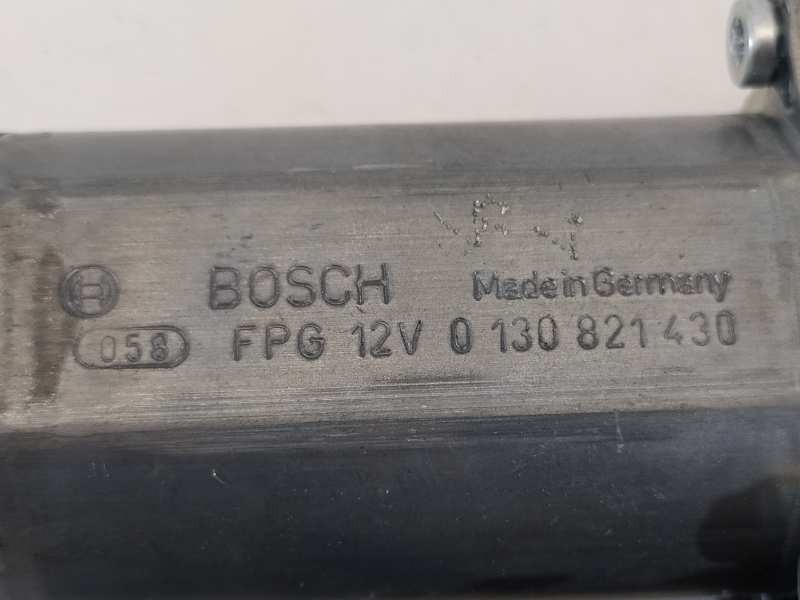 BOSCH Made in Germany
058 FPG 12V 0 130 821 430